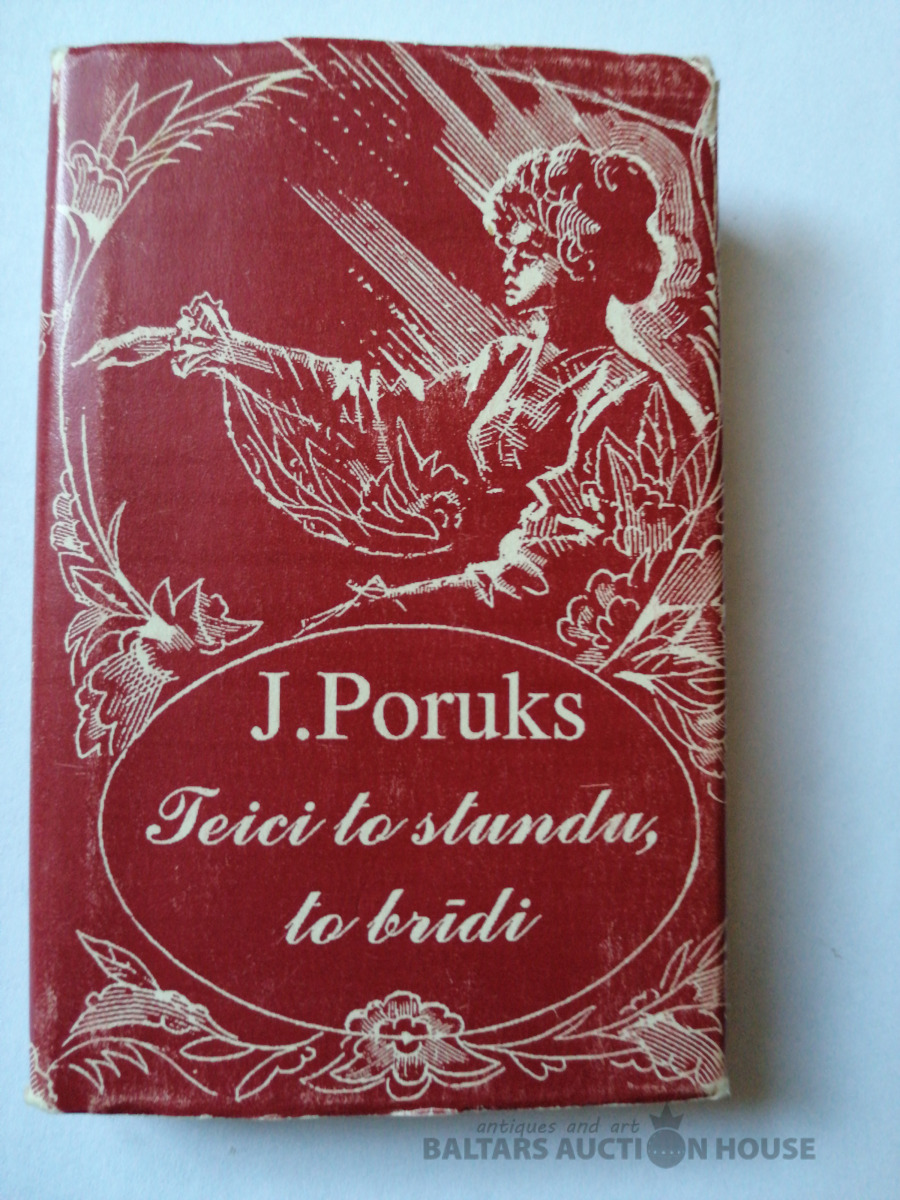 J.Poruks
Teici to stundu,
to brīdi
antiques and art
BALTARS AUCTION HOUSE